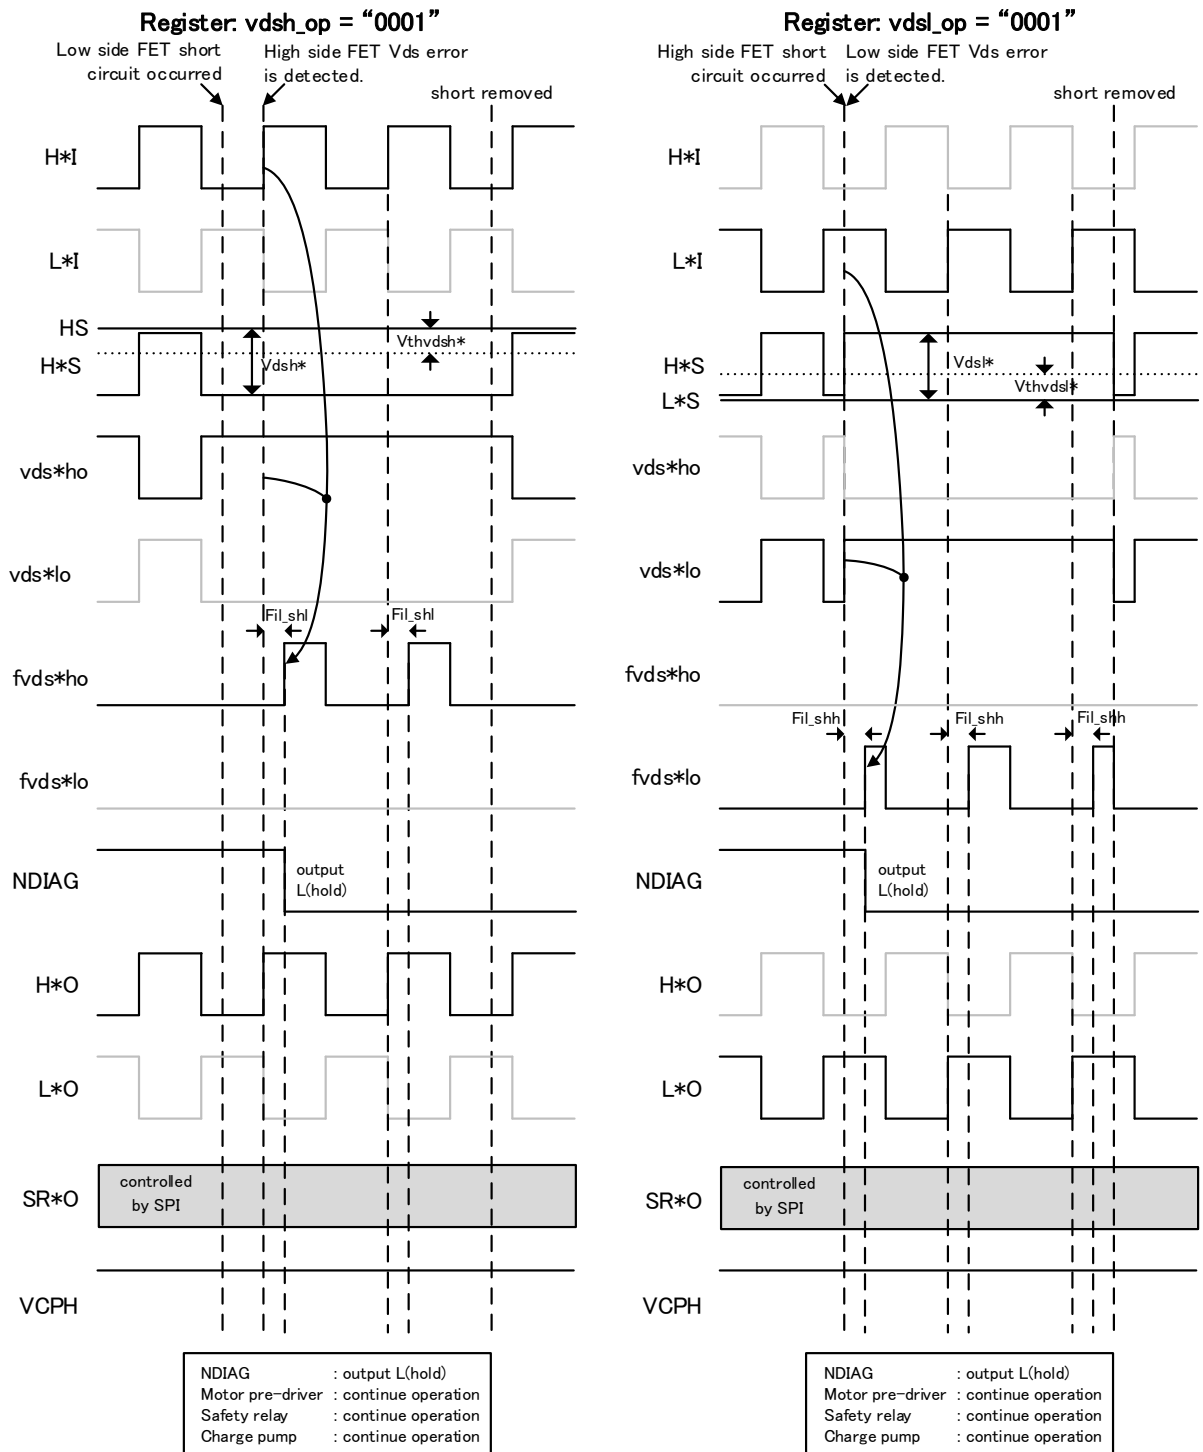 Register: vdsh_op = “0001”
Low side FET short
circuit occurred
High side FET Vds error
is detected.
short removed
H*I
L*I
HS
Vthvdsh*
H*S
Vdsh*
vds*ho
vds*lo
Fil_shl
Fil_shl
fvds*ho
fvds*lo
NDIAG
output
L(hold)
H*O
L*O
SR*O
controlled
by SPI
VCPH
NDIAG : output L(hold)
Motor pre-driver : continue operation
Safety relay : continue operation
Charge pump : continue operation
Register: vdsl_op = “0001”
High side FET short
circuit occurred
Low side FET Vds error
is detected.
short removed
H*I
L*I
H*S
Vdsl*
Vthvdsl*
L*S
vds*ho
vds*lo
fvds*ho
Fil_shh
Fil_shh
Fil_shh
fvds*lo
NDIAG
output
L(hold)
H*O
L*O
SR*O
controlled
by SPI
VCPH
NDIAG : output L(hold)
Motor pre-driver : continue operation
Safety relay : continue operation
Charge pump : continue operation